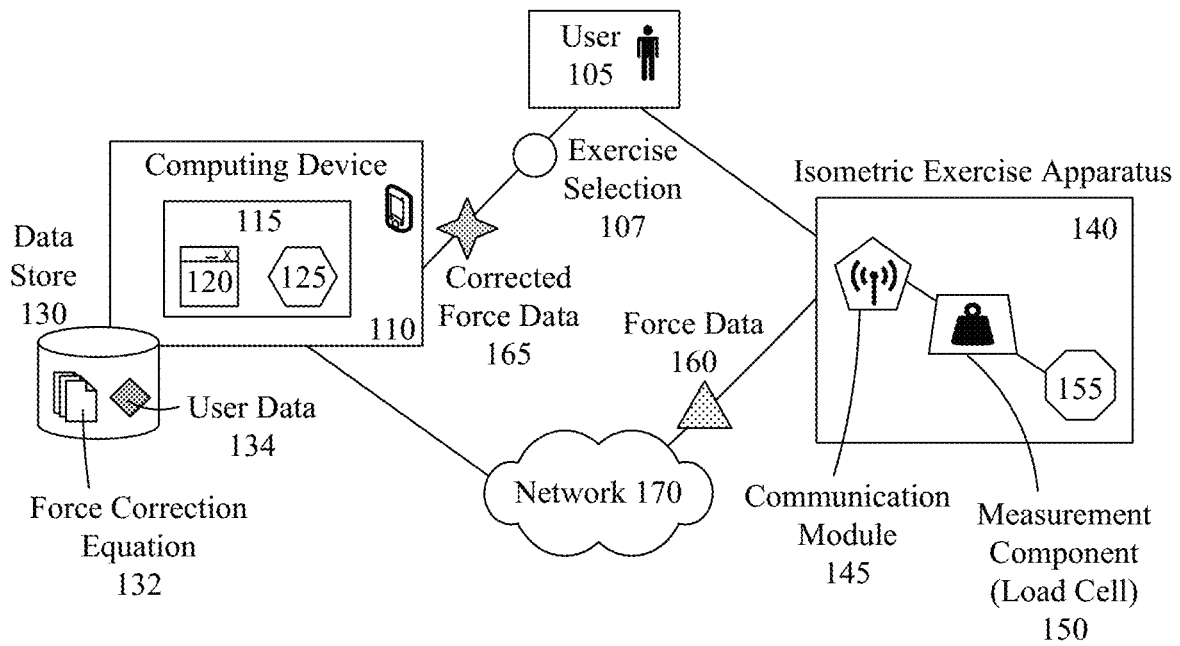 User
105
Computing Device
115
120
125
110
Data
Store
130
Exercise
Selection
107
Corrected
Force Data
165
Isometric Exercise Apparatus
140
155
Force Data
160
User Data
134
Force Correction
Equation
132
Network 170
Communication
Module
145
Measurement
Component
(Load Cell)
150